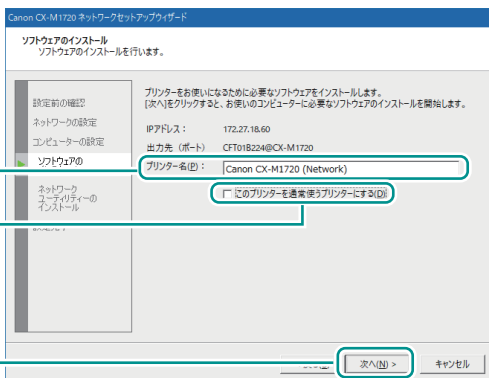 Canon CX-M1720 ネットワークセットアップウィザード
ソフトウェアのインストール
ソフトウェアのインストールを行います。
設定前の確認
ネットワークの設定
コンピューターの設定
ソフトウェアの
ネットワーク
ユーティリティーの
インストール
プリンターをお使いになるために必要なソフトウェアをインストールします。
[次へ]をクリックすると、お使いのコンピューターに必要なソフトウェアのインストールを開始します。
IPアドレス： 172.27.18.60
出力先（ポート） CFT01B224@CX-M1720
プリンター名(P)： Canon CX-M1720 (Network)
このプリンターを通常使うプリンターにする(D)
次へ(N) > キャンセル